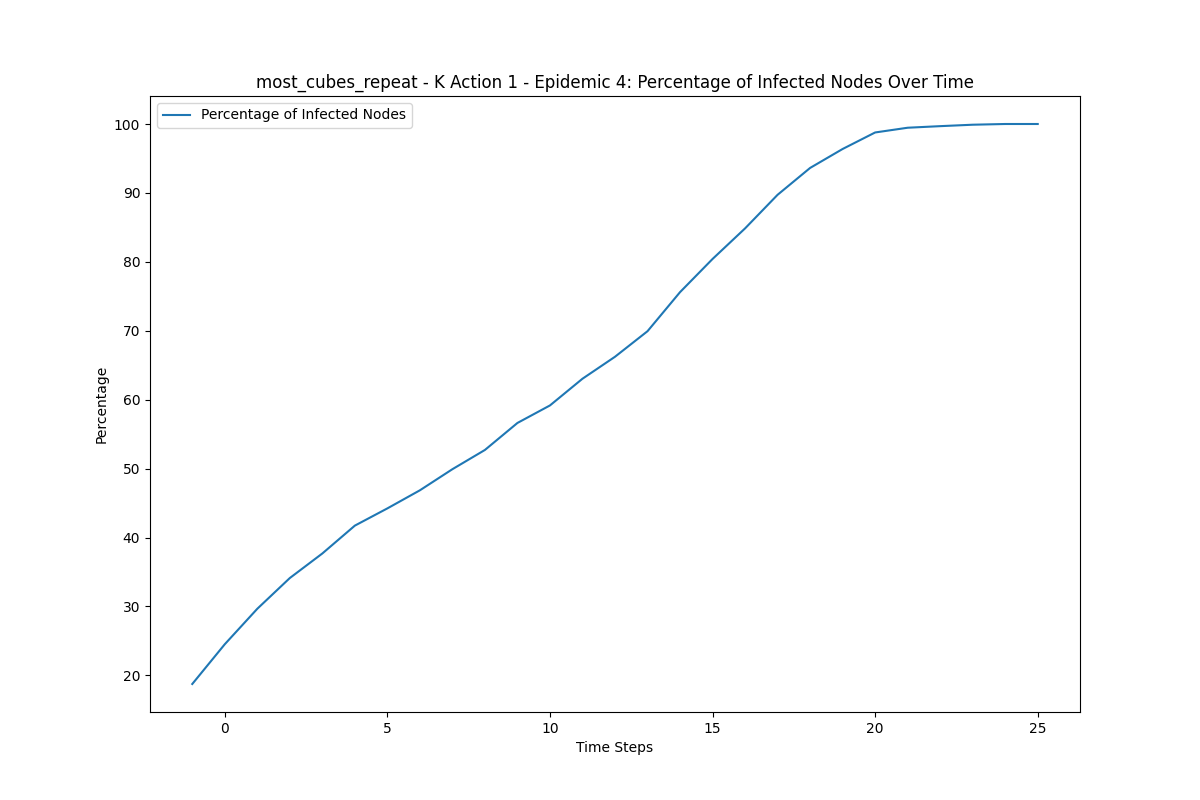 most_cubes_repeat - K Action 1 - Epidemic 4: Percentage of Infected Nodes Over Time
Percentage of Infected Nodes
100
90
80
70
60
50
40
30
20
Percentage
0 5 10 15 20 25
Time Steps